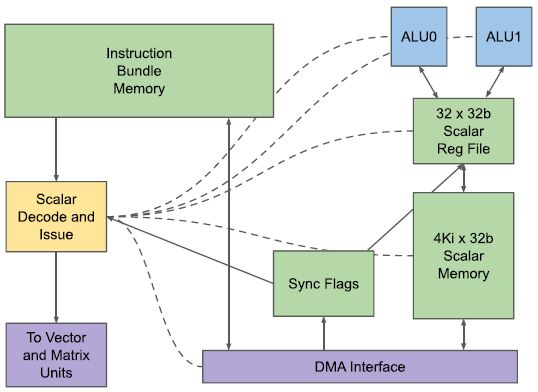 Instruction
Bundle
Memory
ALU0
ALU1
32 x 32b
Scalar
Reg File
Scalar
Decode and
Issue
4Ki x 32b
Scalar
Memory
Sync Flags
To Vector
and Matrix
Units
DMA Interface